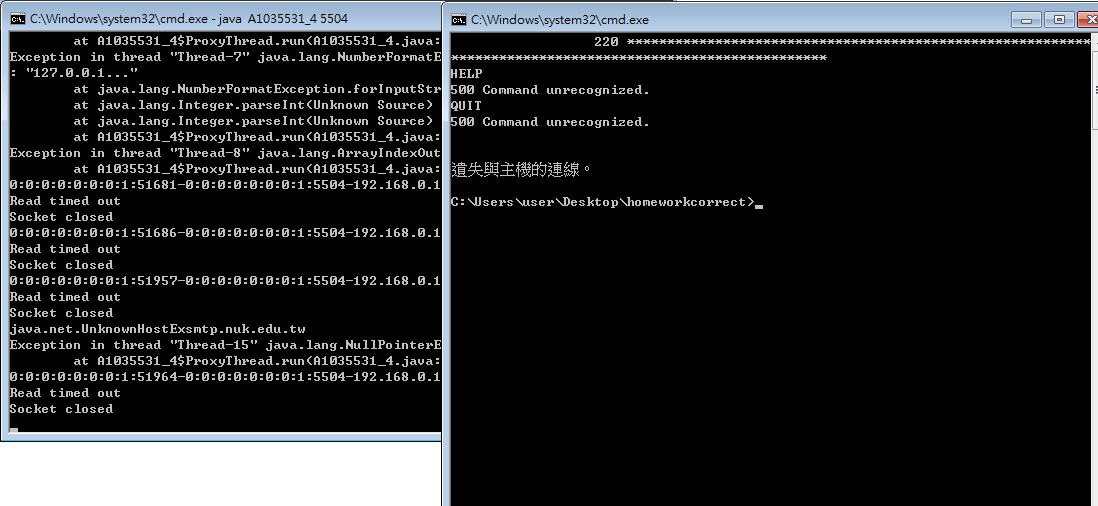 C:\Windows\system32\cmd.exe - java A1035531_4 5504
at A1035531_4$ProxyThread.run(A1035531_4.java:
Exception in thread "Thread-7" java.lang.NumberFormatE
: "127.0.0.1..."
at java.lang.NumberFormatException.forInputStr
at java.lang.Integer.parseInt(Unknown Source)
at java.lang.Integer.parseInt(Unknown Source)
at A1035531_4$ProxyThread.run(A1035531_4.java:
Exception in thread "Thread-8" java.lang.ArrayIndexOut
at A1035531_4$ProxyThread.run(A1035531_4.java:
0:0:0:0:0:0:0:1:51681-0:0:0:0:0:0:0:1:5504-192.168.0.1
Read timed out
Socket closed
0:0:0:0:0:0:0:1:51686-0:0:0:0:0:0:0:1:5504-192.168.0.1
Read timed out
Socket closed
0:0:0:0:0:0:0:1:51957-0:0:0:0:0:0:0:1:5504-192.168.0.1
Read timed out
Socket closed
java.net.UnknownHostExsmtp.nuk.edu.tw
Exception in thread "Thread-15" java.lang.NullPointerE
at A1035531_4$ProxyThread.run(A1035531_4.java:
0:0:0:0:0:0:0:1:51964-0:0:0:0:0:0:0:1:5504-192.168.0.1
Read timed out
Socket closed
C:\Windows\system32\cmd.exe
220 **********************************************************
***********************************************
HELP
500 Command unrecognized.
QUIT
500 Command unrecognized.
遺失與主機的連線。
C:\Users\user\Desktop\homeworkcorrect>